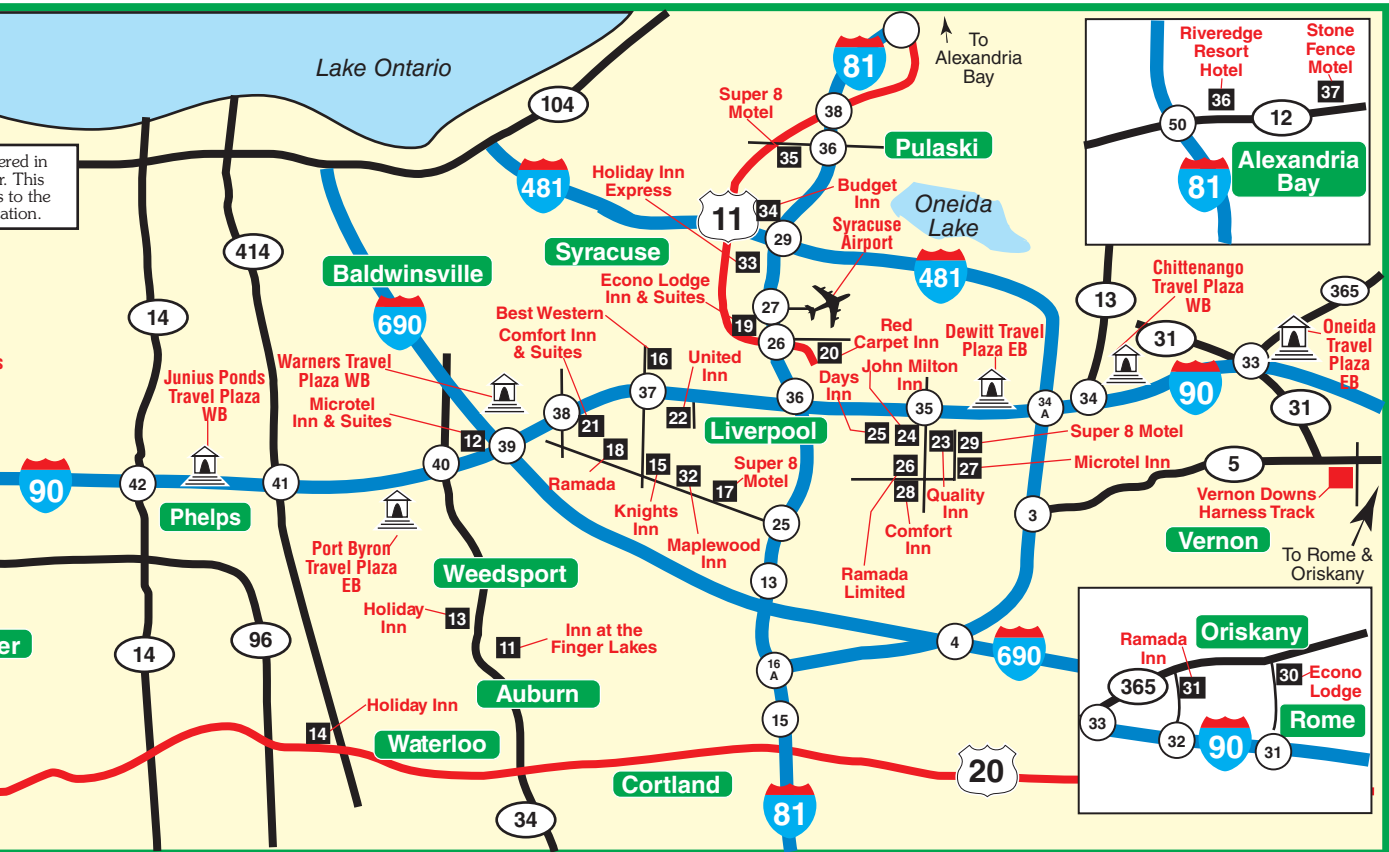 Lake Ontario
ered in
r. This
s to the
ation.
104
481
14
414
Baldwinsville
690
Syracuse
81
To
Alexandria
Bay
38
36
Pulaski
Super 8
Motel
35
Holiday Inn
Express
11
34
Budget
Inn
Syracuse
Airport
Oneida
Lake
29
33
481
Econo Lodge
Inn & Suites
27
19
26
20
Red
Carpet Inn
Best Western
Comfort Inn
& Suites
16
United
Inn
22
Warners Travel
Plaza WB
Microtel
Inn & Suites
12
Junius Ponds
Travel Plaza
WB
s
38
21
37
36
Days
Inn
John Milton
Inn
35
Dewitt Travel
Plaza EB
34
A
34
Liverpool
25
24
23
29
Super 8 Motel
27
Microtel Inn
26
28
Quality
Inn
Comfort
Inn
Ramada
Limited
18
Ramada
15
Knights
Inn
32
Maplewood
Inn
17
Super 8
Motel
25
13
39
40
41
42
90
Phelps
Port Byron
Travel Plaza
EB
Weedsport
Holiday
Inn
13
11
Inn at the
Finger Lakes
Auburn
er
14
96
Holiday Inn
14
Waterloo
Cortland
34
16
A
15
81
4
690
20
3
5
Vernon
Vernon Downs
Harness Track
To Rome &
Oriskany
13
Chittenango
Travel Plaza
WB
31
365
33
Oneida
Travel
Plaza
EB
90
31
Riveredge
Resort
Hotel
36
Stone
Fence
Motel
37
50
12
Alexandria
Bay
81
Oriskany
Ramada
Inn
31
365
30
Econo
Lodge
Rome
33
32
90
31